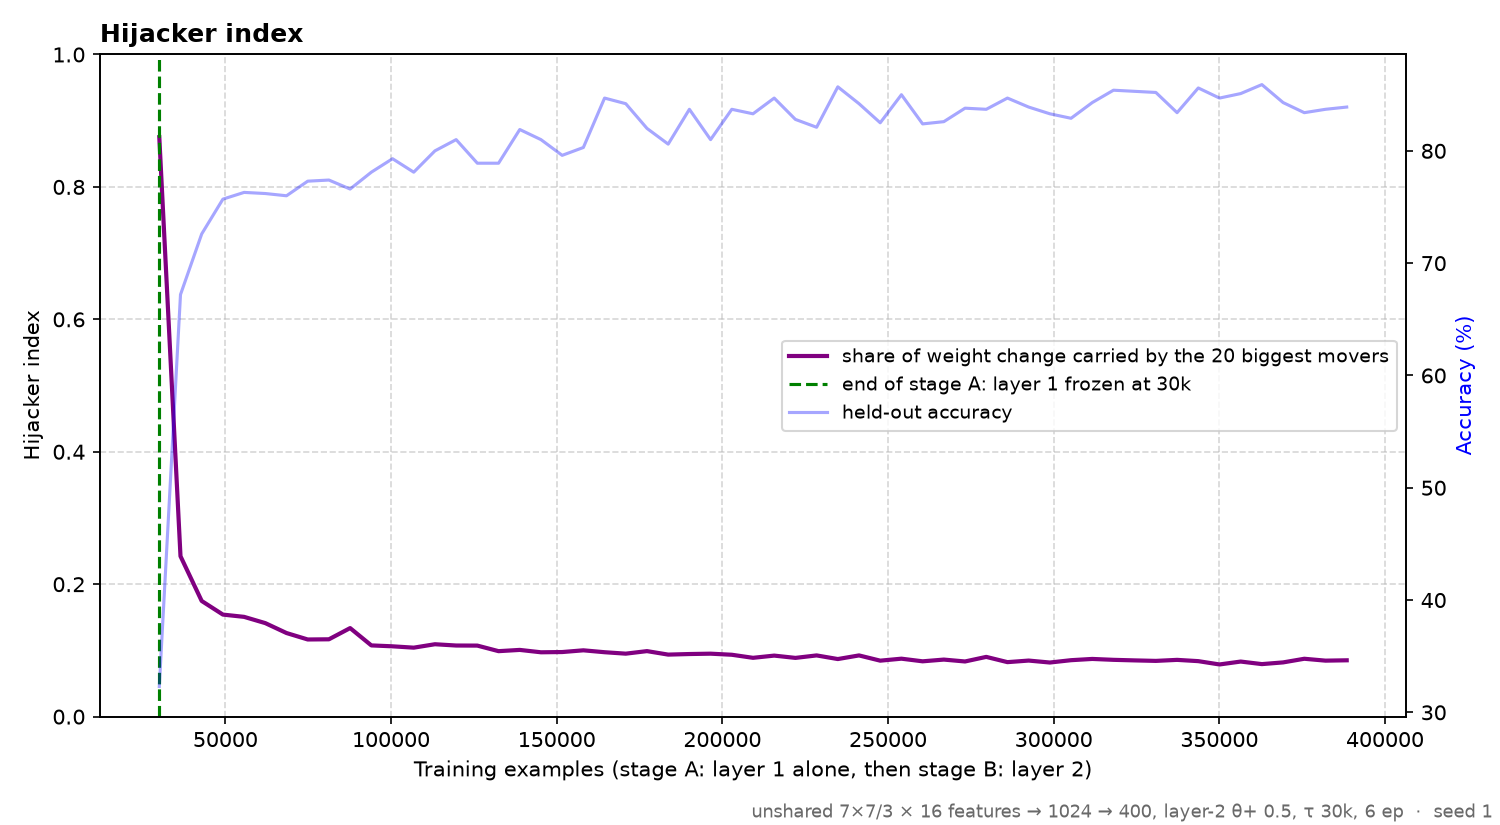 Hijacker index
1.0
0.8
0.6
0.4
0.2
0.0
Hijacker index
80
70
60
50
40
30
Accuracy (%)
share of weight change carried by the 20 biggest movers
end of stage A: layer 1 frozen at 30k
held-out accuracy
50000 100000 150000 200000 250000 300000 350000 400000
Training examples (stage A: layer 1 alone, then stage B: layer 2)
unshared 7×7/3 × 16 features → 1024 → 400, layer-2 θ+ 0.5, τ 30k, 6 ep · seed 1